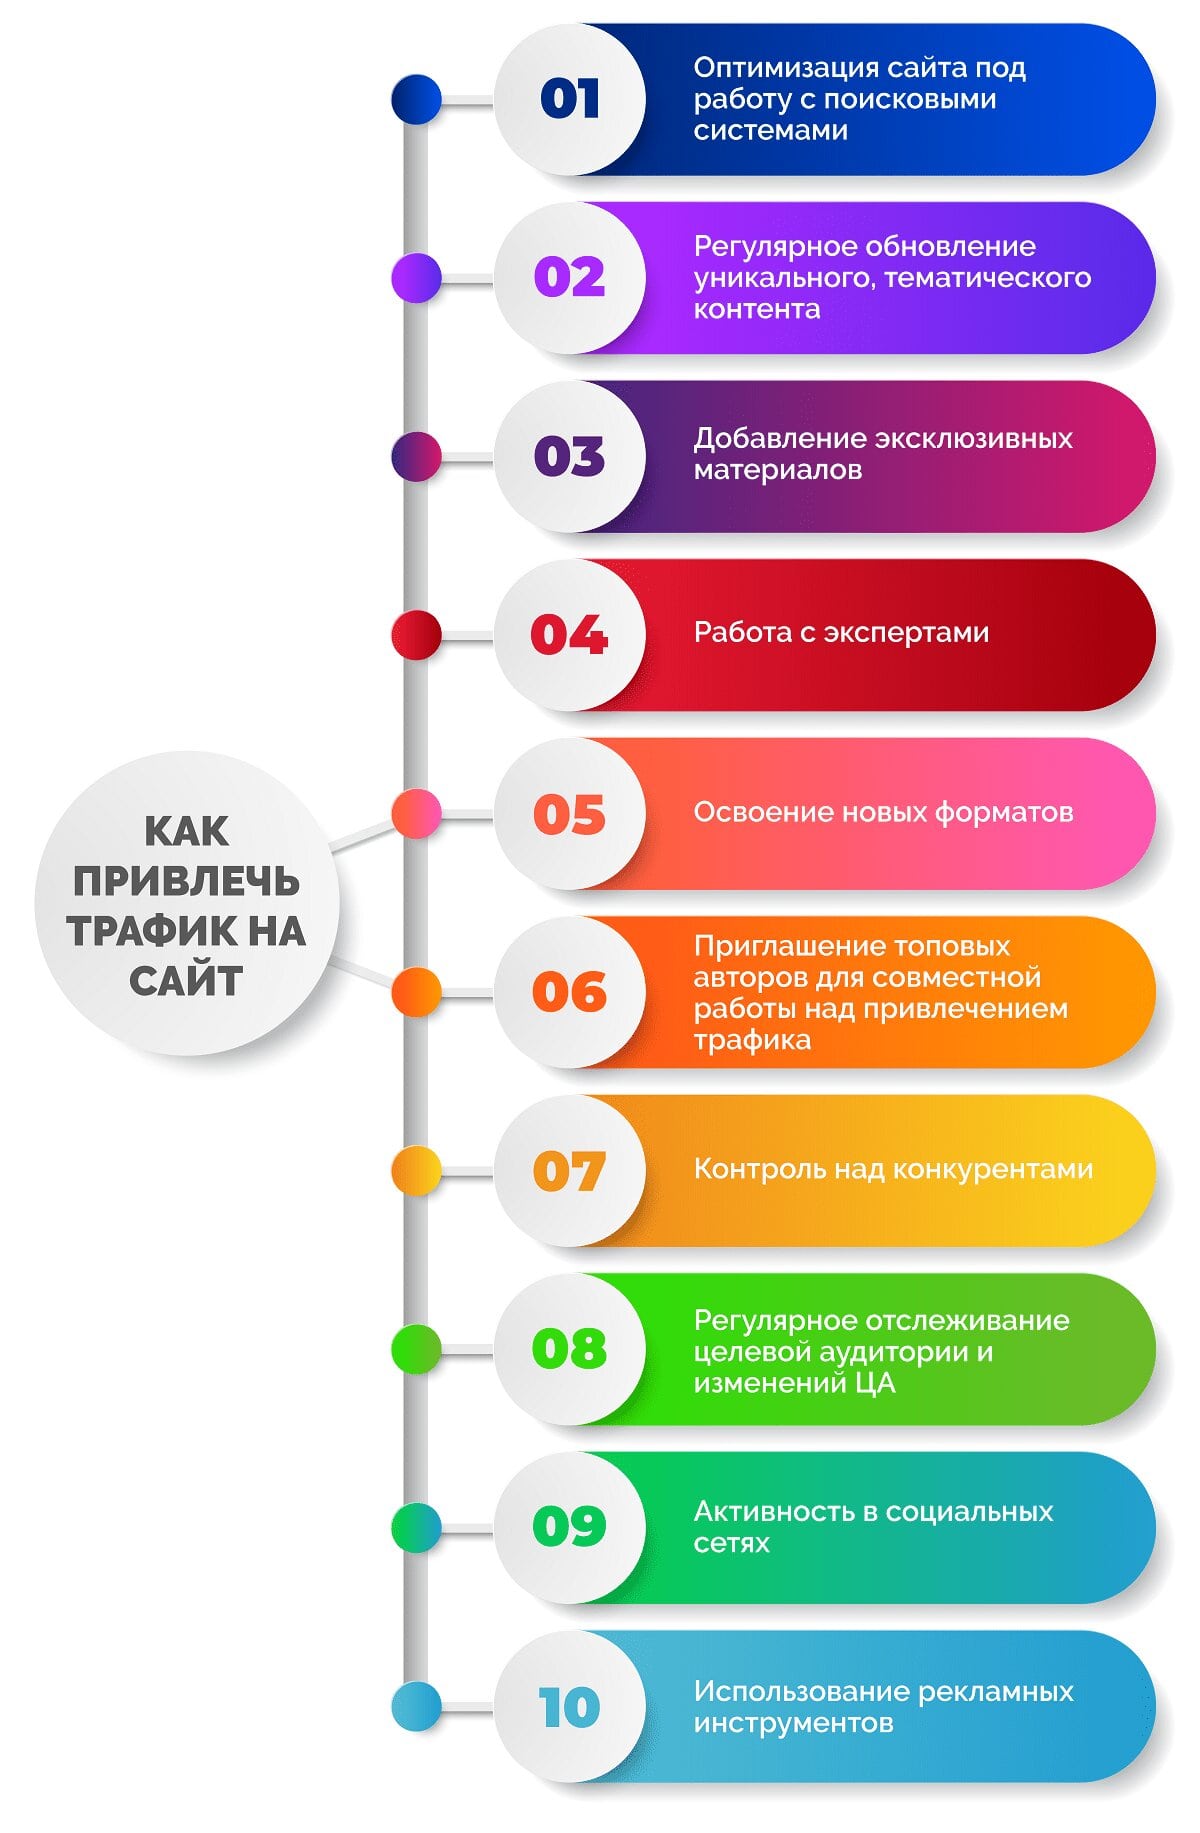 КАК
ПРИВЛЕЧЬ
ТРАФИК НА
САЙТ
01
Оптимизация сайта под
работу с поисковыми
системами
02
Регулярное обновление
уникального, тематического
контента
03
Добавление эксклюзивных
материалов
04
Работа с экспертами
05
Освоение новых форматов
06
Приглашение топовых
авторов для совместной
работы над привлечением
трафика
07
Контроль над конкурентами
08
Регулярное отслеживание
целевой аудитории и
изменений ЦА
09
Активность в социальных
сетях
10
Использование рекламных
инструментов